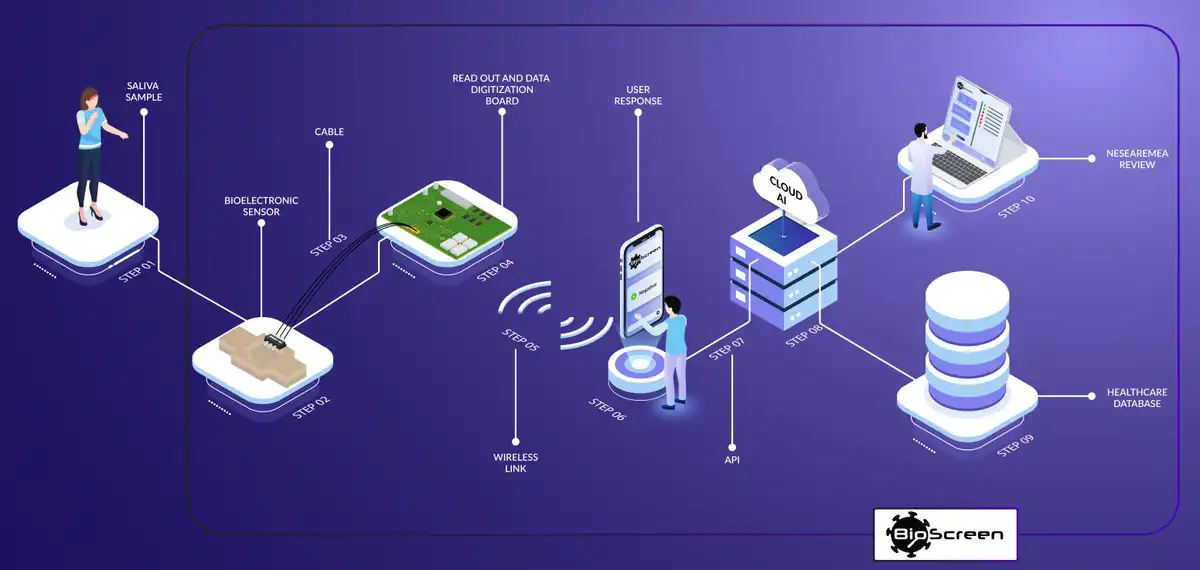 SALIVA
SAMPLE
STEP 01
BIOELECTRONIC
SENSOR
STEP 02
CABLE
STEP 03
READ OUT AND DATA
DIGITIZATION
BOARD
STEP 04
STEP 05
WIRELESS
LINK
USER
RESPONSE
BioScreen
Negative
STEP 06
STEP 07
API
CLOUD
AI
STEP 08
HEALTHCARE
DATABASE
STEP 09
NESEAREMEA
REVIEW
STEP 10
BioScreen